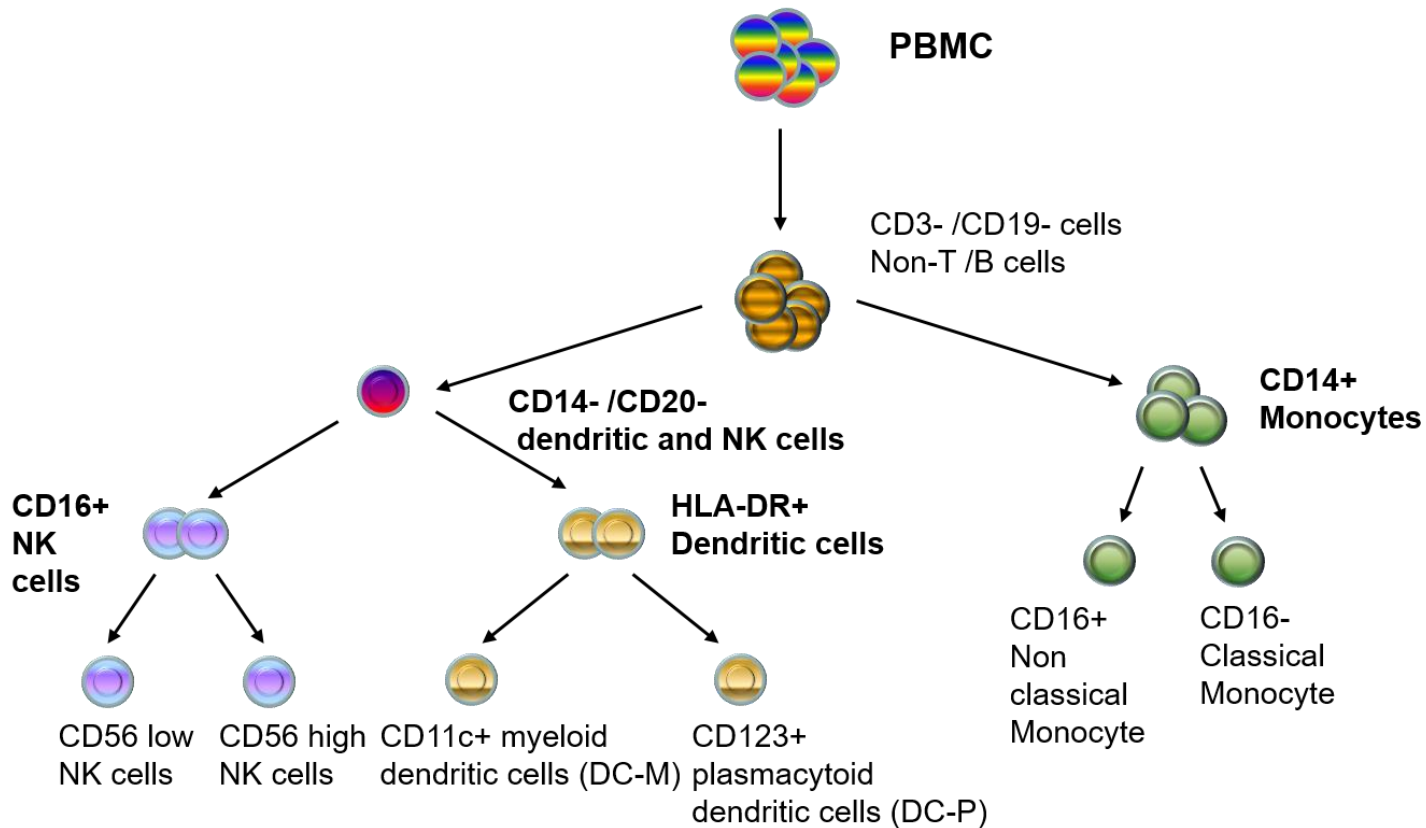 PBMC
CD3- /CD19- cells
Non-T /B cells
CD14+
Monocytes
CD14- /CD20-
dendritic and NK cells
CD16+
NK
cells
HLA-DR+
Dendritic cells
CD16+
Non
classical
Monocyte
CD16-
Classical
Monocyte
CD56 low
NK cells
CD56 high
NK cells
CD11c+ myeloid
dendritic cells (DC-M)
CD123+
plasmacytoid
dendritic cells (DC-P)